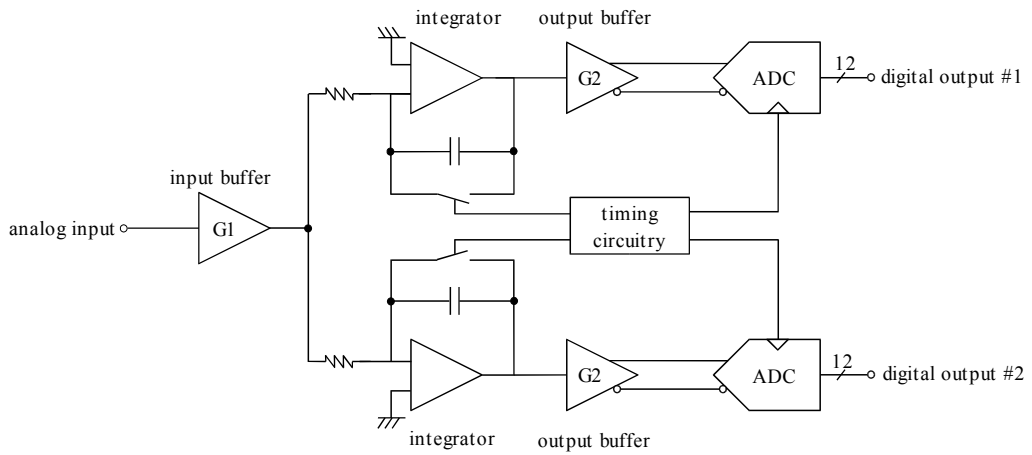 integrator
output buffer
G2
ADC
12
digital output #1
input buffer
analog input
G1
timing
circuitry
G2
ADC
12
digital output #2
integrator
output buffer